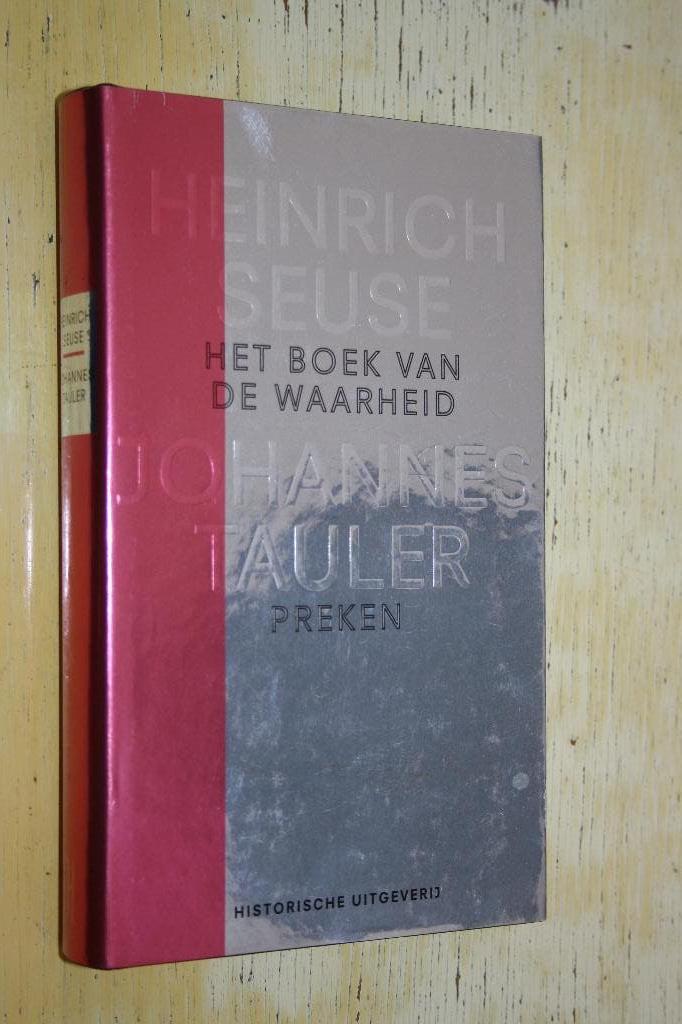 HEINRICH
SEUSE
HET BOEK VAN
DE WAARHEID
JOHANNES
TAULER
PREKEN
HISTORISCHE UITGEVERIJ
HEINRICH
SEUSE
JOHANNES
TAULER